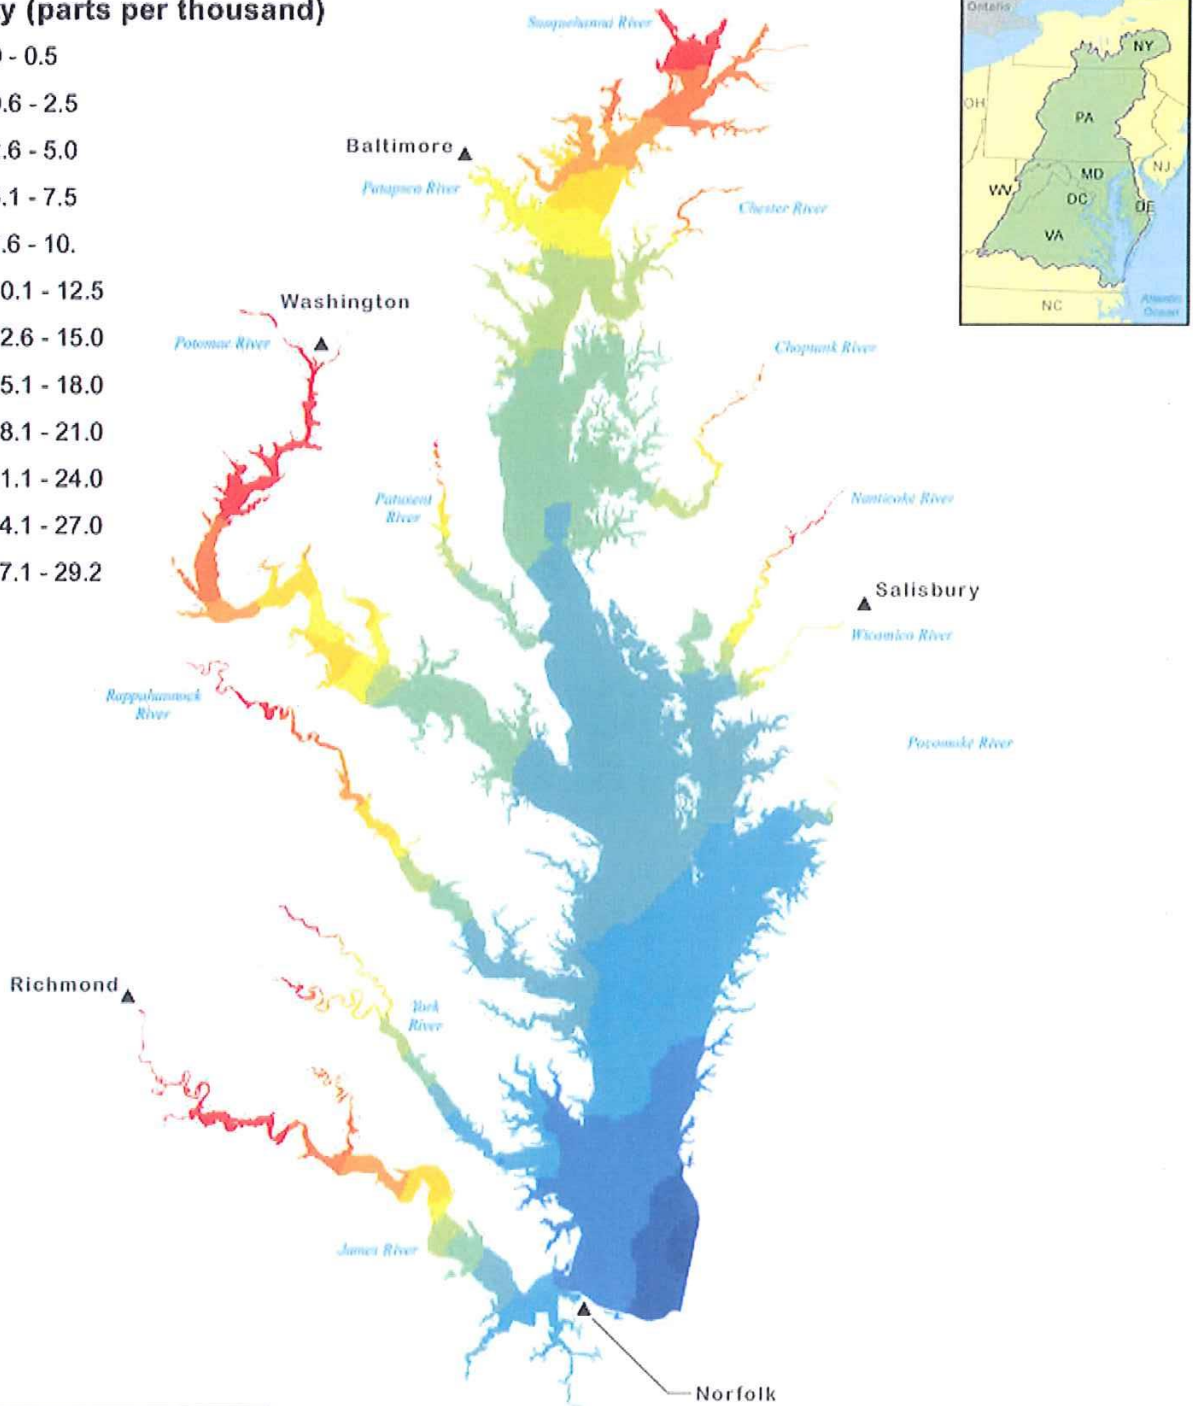 y (parts per thousand)
- 0.5
.6 - 2.5
.6 - 5.0
.1 - 7.5
.6 - 10.
0.1 - 12.5
2.6 - 15.0
5.1 - 18.0
8.1 - 21.0
1.1 - 24.0
4.1 - 27.0
7.1 - 29.2
Susquehanna River
Baltimore
Patapsco River
Chester River
Washington
Potomac River
Choptank River
Patuxent
River
Nanticoke River
Salisbury
Wicomico River
Rappahannock
River
Pocomoke River
Richmond
York
River
James River
Norfolk
Ontario
NY
OH
PA
NJ
MD
WV
DC
DE
VA
NC
Atlantic
Ocean